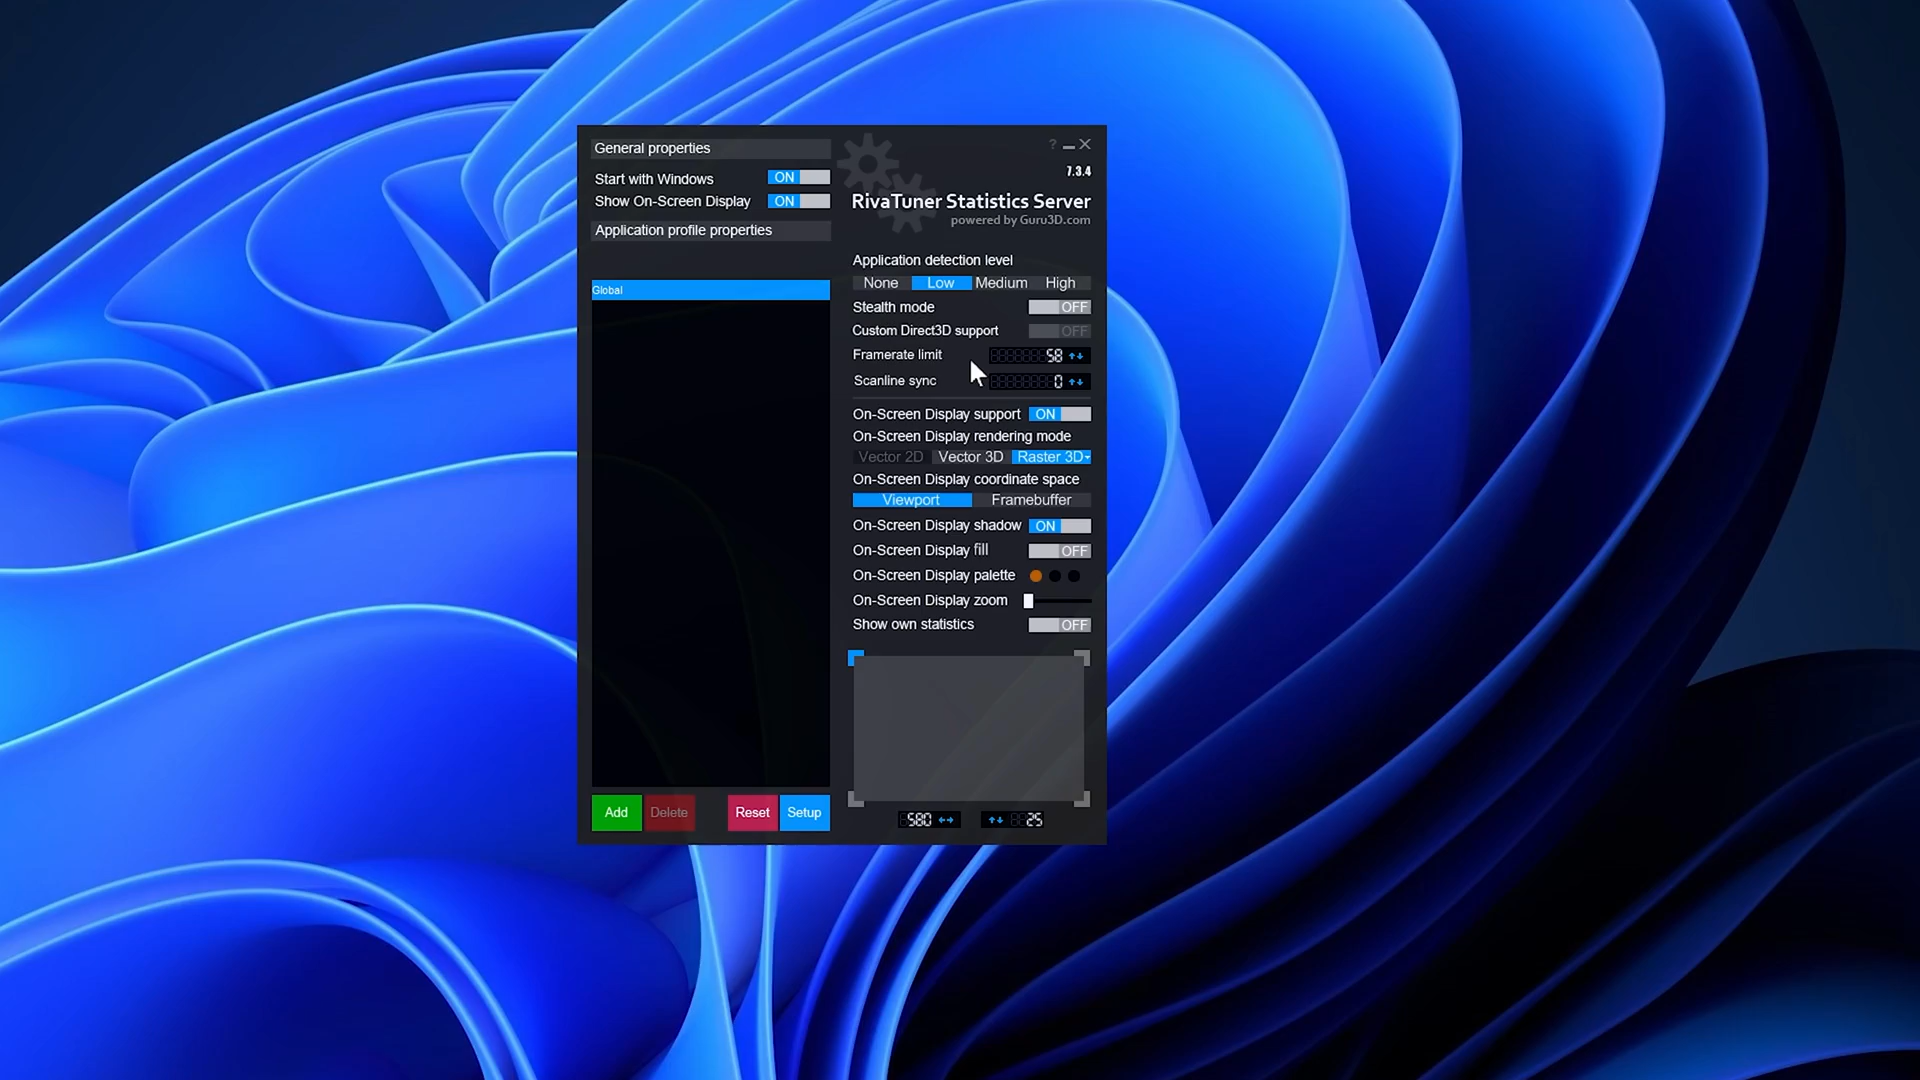 General properties
?
Start with Windows ON
7.3.4
Show On-Screen Display ON
RivaTuner Statistics Server
powered by Guru3D.com
Application profile properties
Global
Application detection level
None Low Medium High
Stealth mode OFF
Custom Direct3D support OFF
Framerate limit 58
Scanline sync 0
On-Screen Display support ON
On-Screen Display rendering mode
Vector 2D Vector 3D Raster 3D
On-Screen Display coordinate space
Viewport Framebuffer
On-Screen Display shadow ON
On-Screen Display fill OFF
On-Screen Display palette
On-Screen Display zoom
Show own statistics OFF
Add Delete Reset Setup
580 25